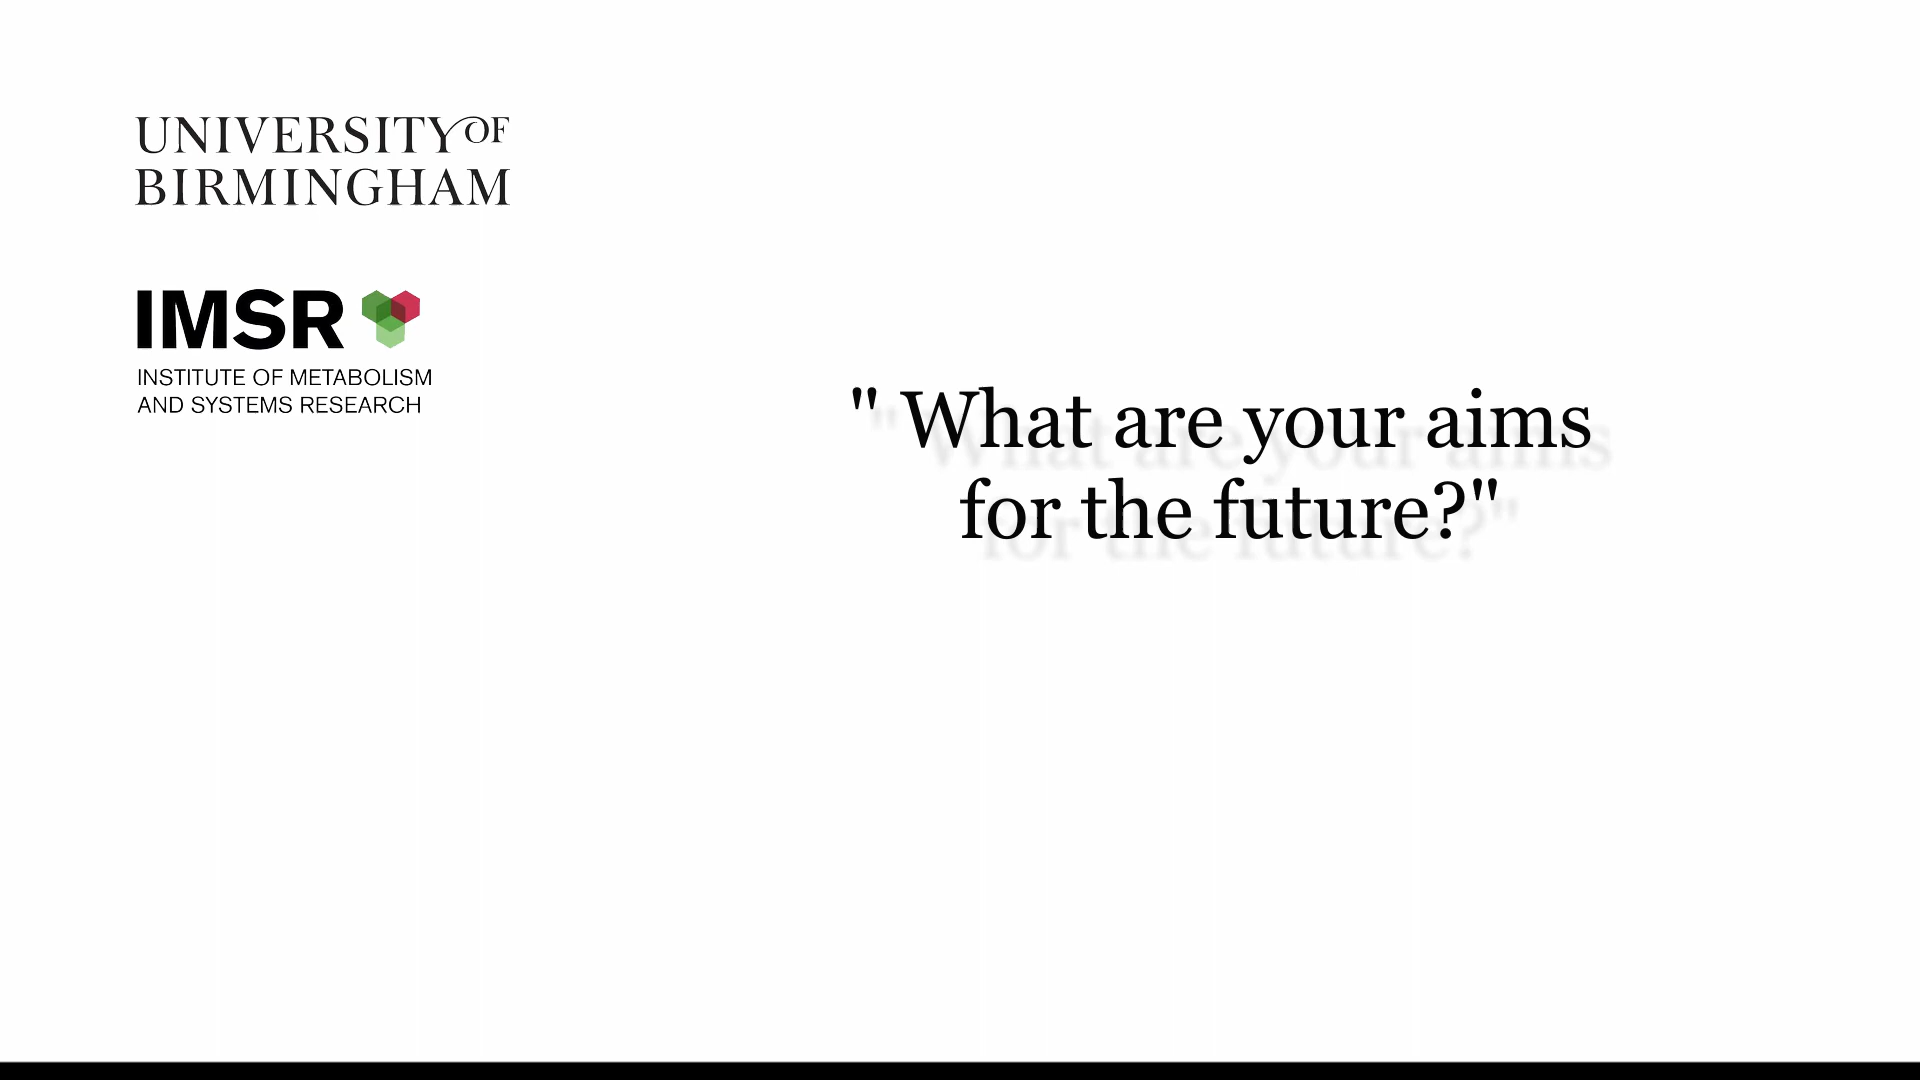 UNIVERSITY OF
BIRMINGHAM
IMSR
INSTITUTE OF METABOLISM
AND SYSTEMS RESEARCH
" What are your aims
for the future?"